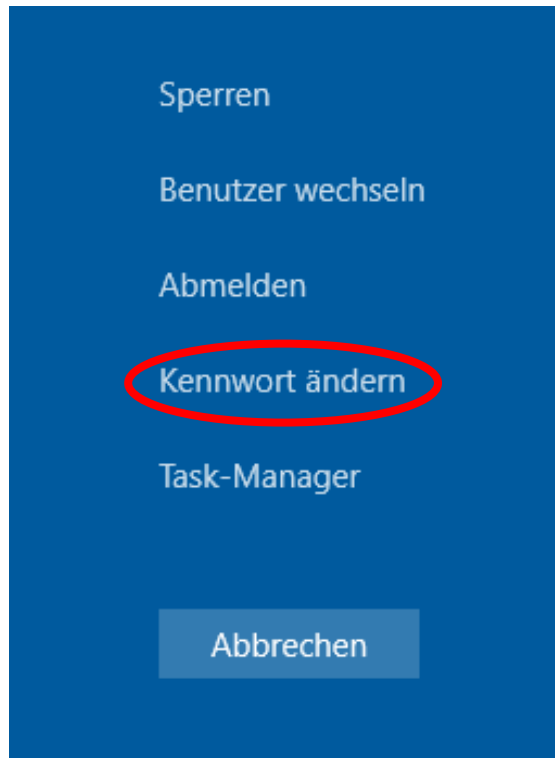 Sperren
Benutzer wechseln
Abmelden
Kennwort ändern
Task-Manager
Abbrechen